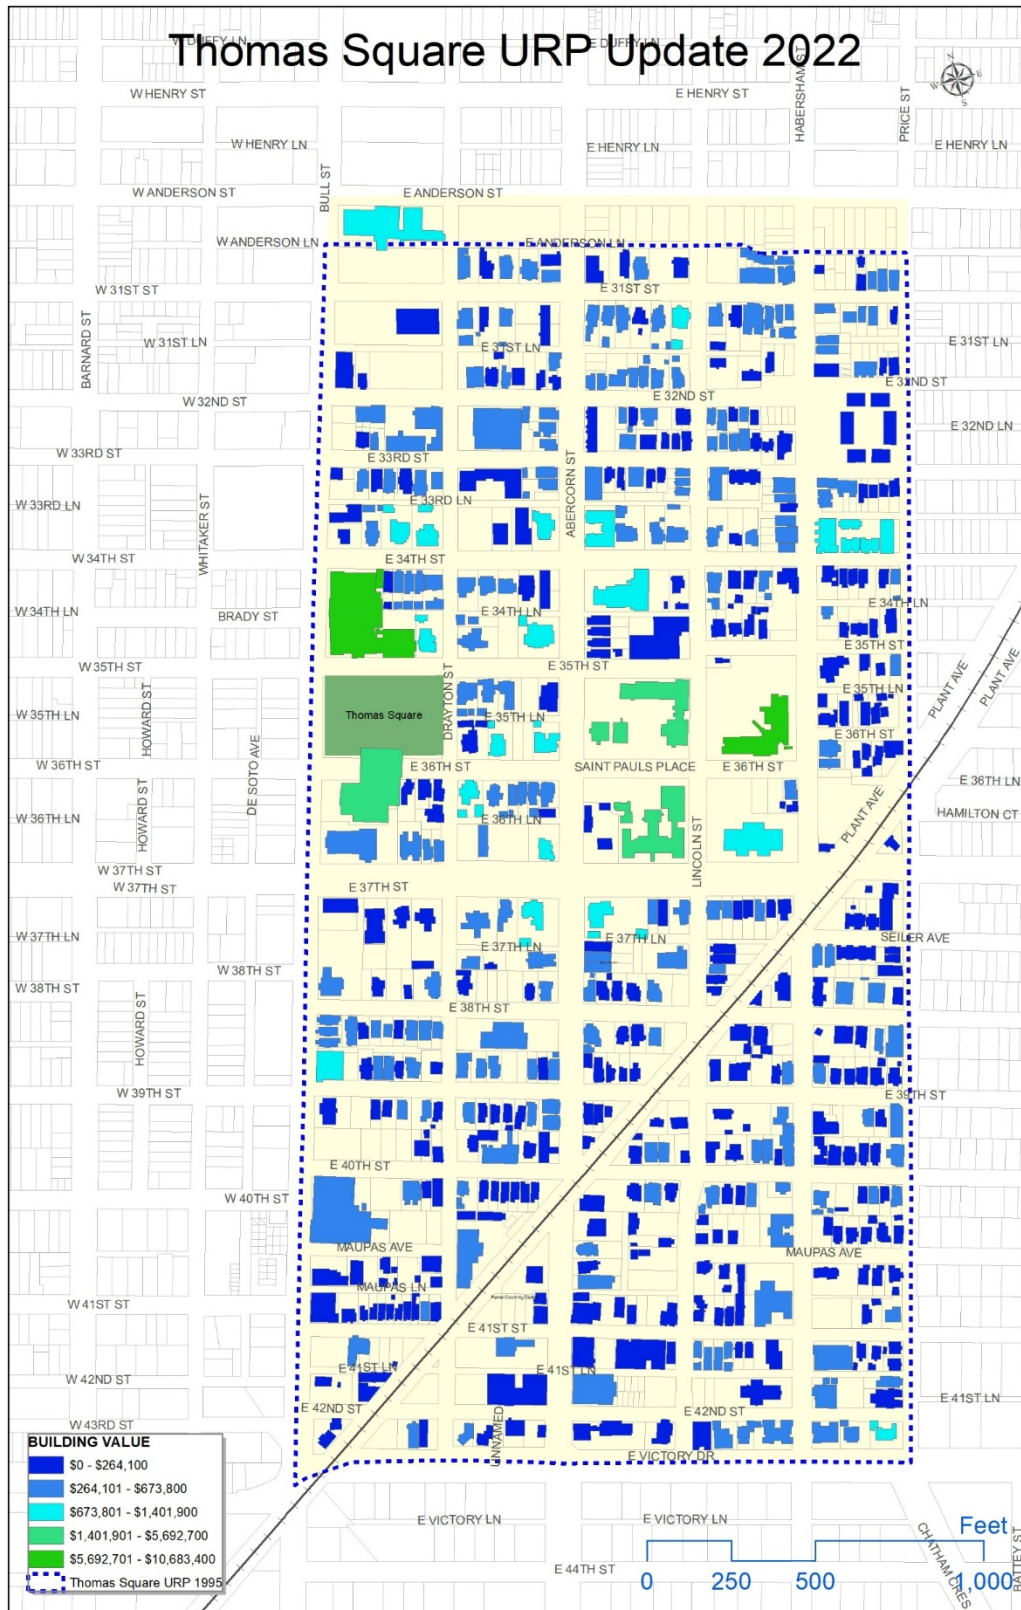 Thomas Square URP Update 2022
W DUFFY LN
E DUFFY LN
HABERSHAM ST
N
W E
S
W HENRY ST
E HENRY ST
PRICE ST
W HENRY LN
E HENRY LN
E HENRY LN
BULL ST
W ANDERSON ST
E ANDERSON ST
W ANDERSON LN
E ANDERSON LN
W 31ST ST
E 31ST ST
BARNARD ST
W 31ST LN
E 31ST LN
E 31ST LN
W 32ND ST
E 32ND ST
E 32ND ST
E 32ND LN
W 33RD ST
E 33RD ST
ABERCORN ST
W 33RD LN
E 33RD LN
WHITAKER ST
W 34TH ST
E 34TH ST
W 34TH LN
BRADY ST
E 34TH LN
E 34TH LN
W 35TH ST
E 35TH ST
E 35TH ST
PLANT AVE
PLANT AVE
HOWARD ST
DRAYTON ST
E 35TH LN
W 35TH LN
Thomas Square
E 35TH LN
DE SOTO AVE
E 36TH ST
W 36TH ST
E 36TH ST
SAINT PAULS PLACE
E 36TH ST
E 36TH LN
HOWARD ST
W 36TH LN
E 36TH LN
PLANT AVE
HAMILTON CT
LINCOLN ST
W 37TH ST
W 37TH ST
E 37TH ST
W 37TH LN
E 37TH LN
E 37TH LN
SEILER AVE
W 38TH ST
W 38TH ST
E 38TH ST
HOWARD ST
W 39TH ST
E 39TH ST
E 40TH ST
W 40TH ST
MAUPAS AVE
MAUPAS AVE
MAUPAS LN
W 41ST ST
E 41ST ST
E 41ST LN
E 41ST LN
W 42ND ST
E 41ST LN
E 42ND ST
E 42ND ST
W 43RD ST
UNNAMED
E VICTORY DR
BUILDING VALUE
$0 - $264,100
$264,101 - $673,800
$673,801 - $1,401,900
$1,401,901 - $5,692,700
$5,692,701 - $10,683,400
Thomas Square URP 1995
E VICTORY LN
E VICTORY LN
E 44TH ST
CHATHAM CRES
BATTEY ST
Feet
0 250 500 1,000